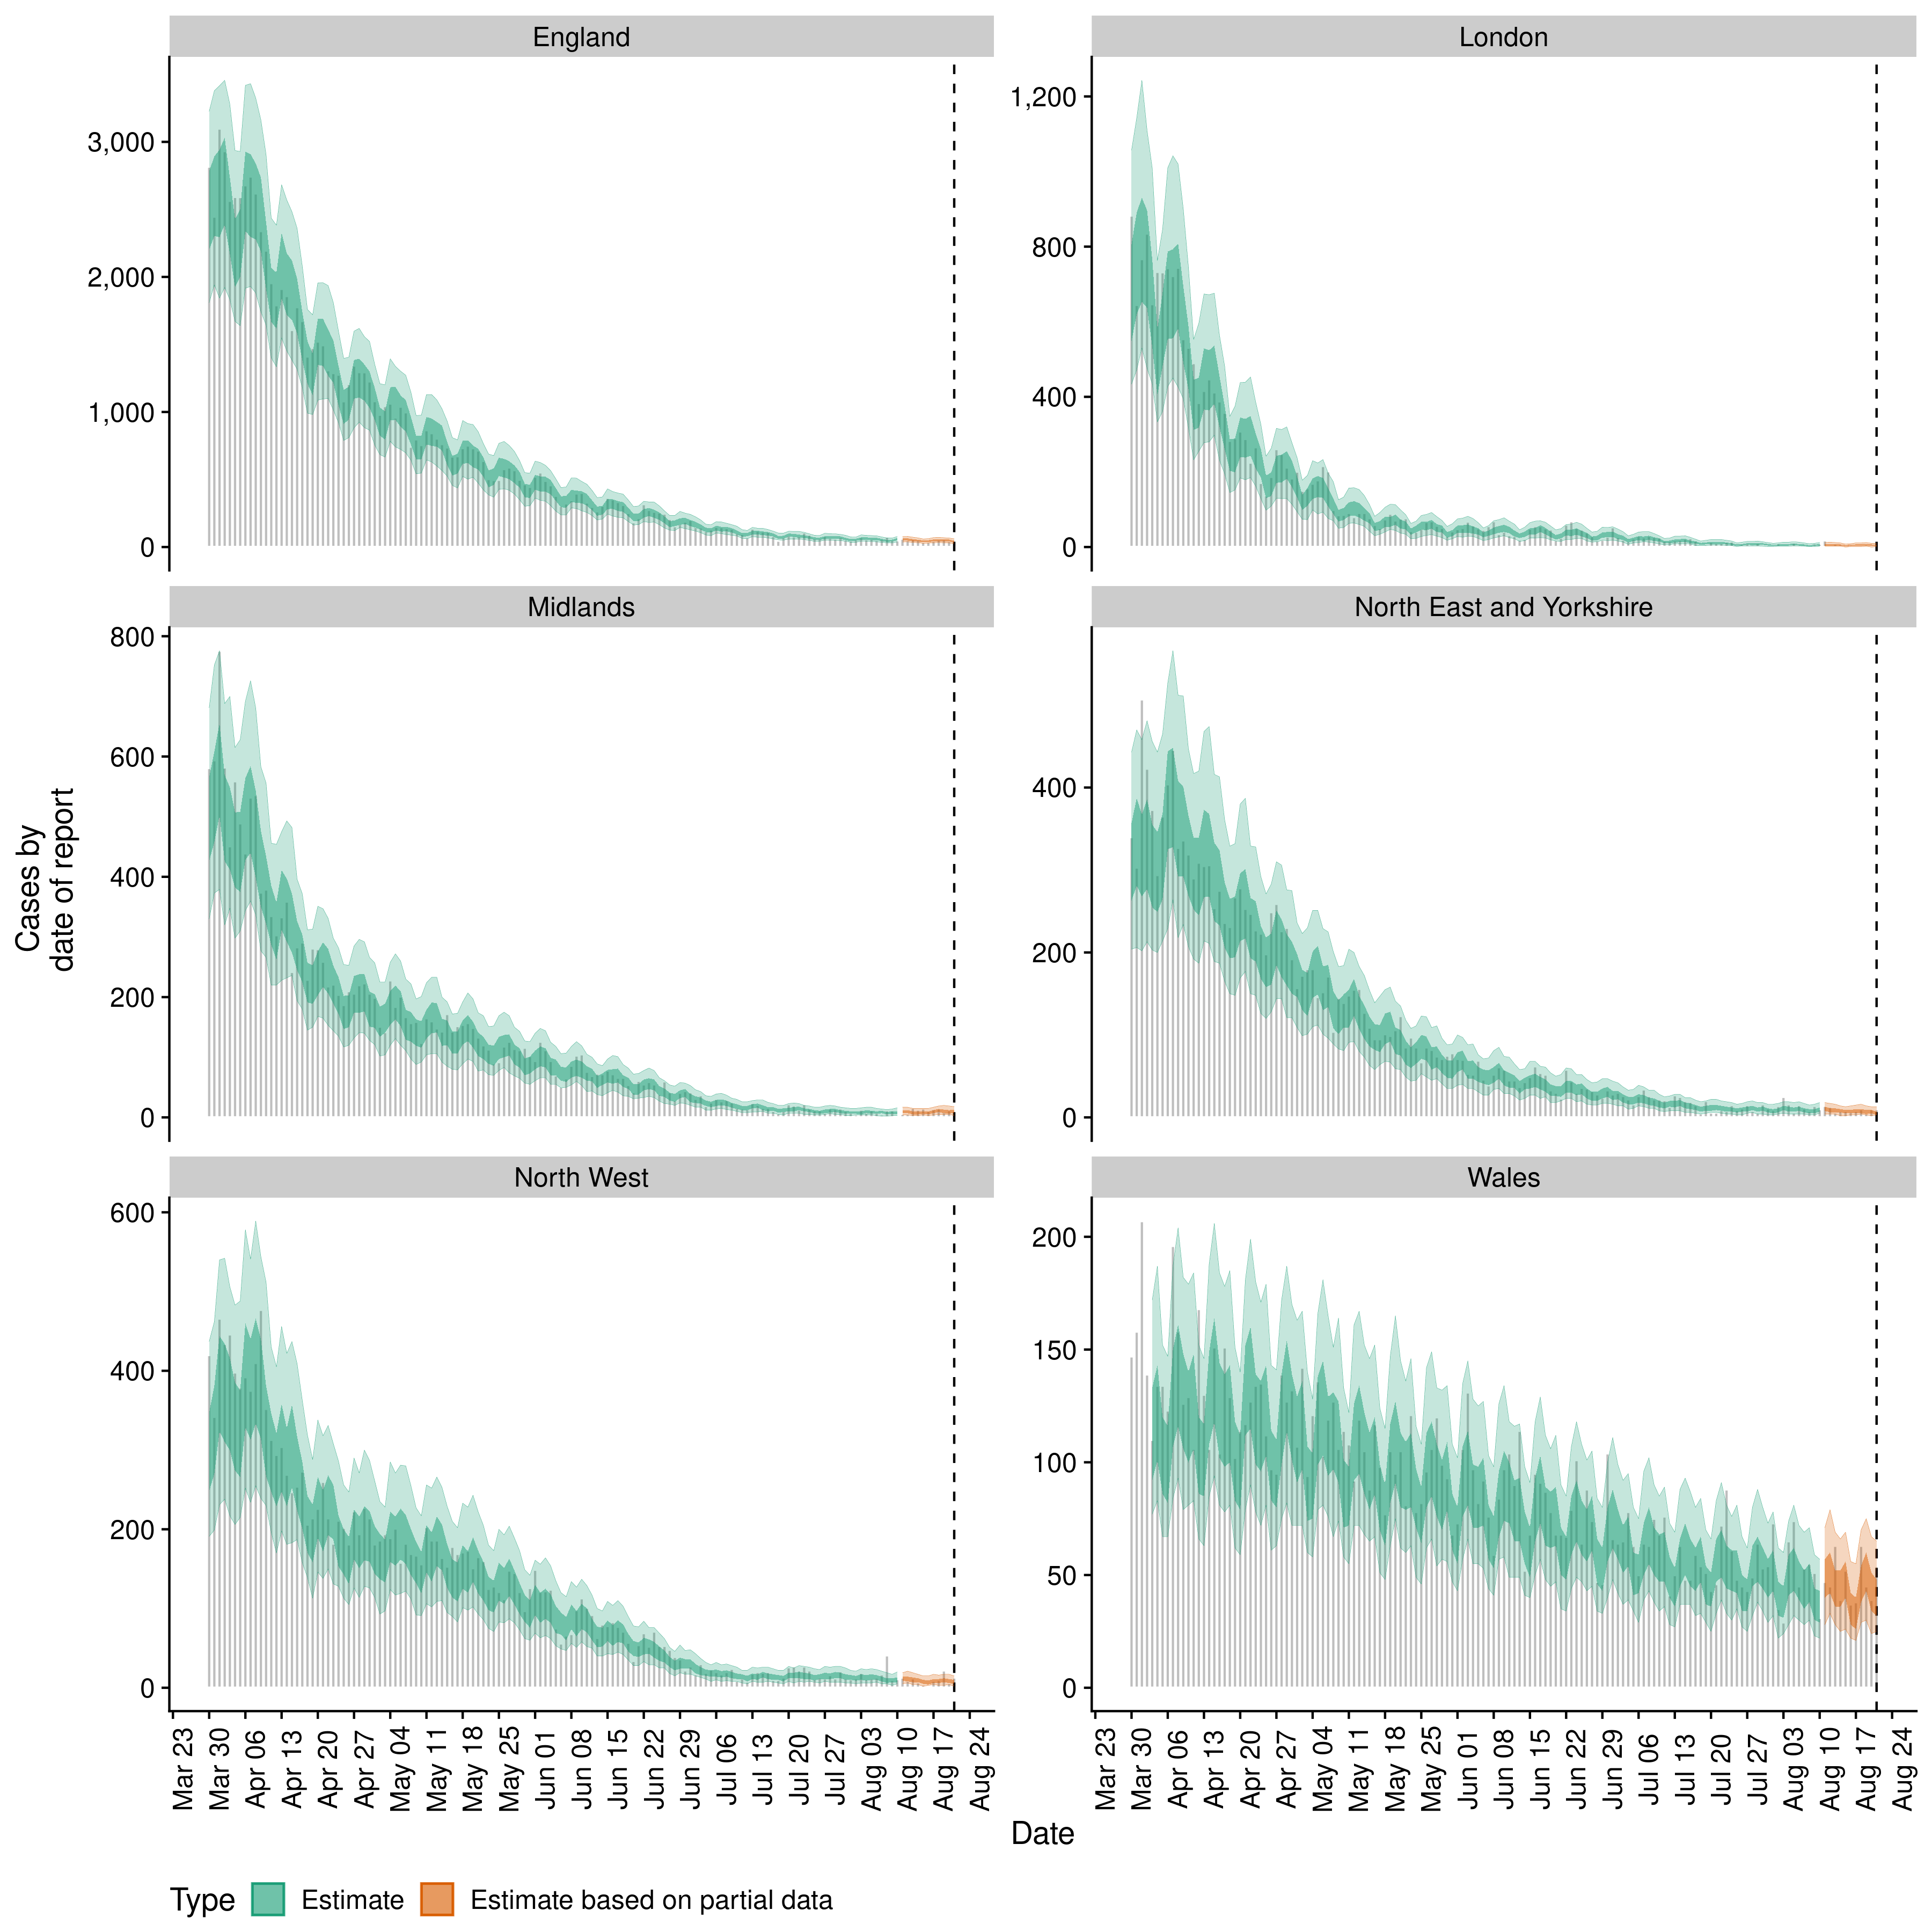 England
London
3,000
2,000
1,000
0
1,200
800
400
0
Midlands
North East and Yorkshire
800
600
400
200
0
400
200
0
Cases by
date of report
North West
Wales
600
400
200
0
200
150
100
50
0
Mar 23 Mar 30 Apr 06 Apr 13 Apr 20 Apr 27 May 04 May 11 May 18 May 25 Jun 01 Jun 08 Jun 15 Jun 22 Jun 29 Jul 06 Jul 13 Jul 20 Jul 27 Aug 03 Aug 10 Aug 17 Aug 24
Mar 23 Mar 30 Apr 06 Apr 13 Apr 20 Apr 27 May 04 May 11 May 18 May 25 Jun 01 Jun 08 Jun 15 Jun 22 Jun 29 Jul 06 Jul 13 Jul 20 Jul 27 Aug 03 Aug 10 Aug 17 Aug 24
Date
Type Estimate Estimate based on partial data